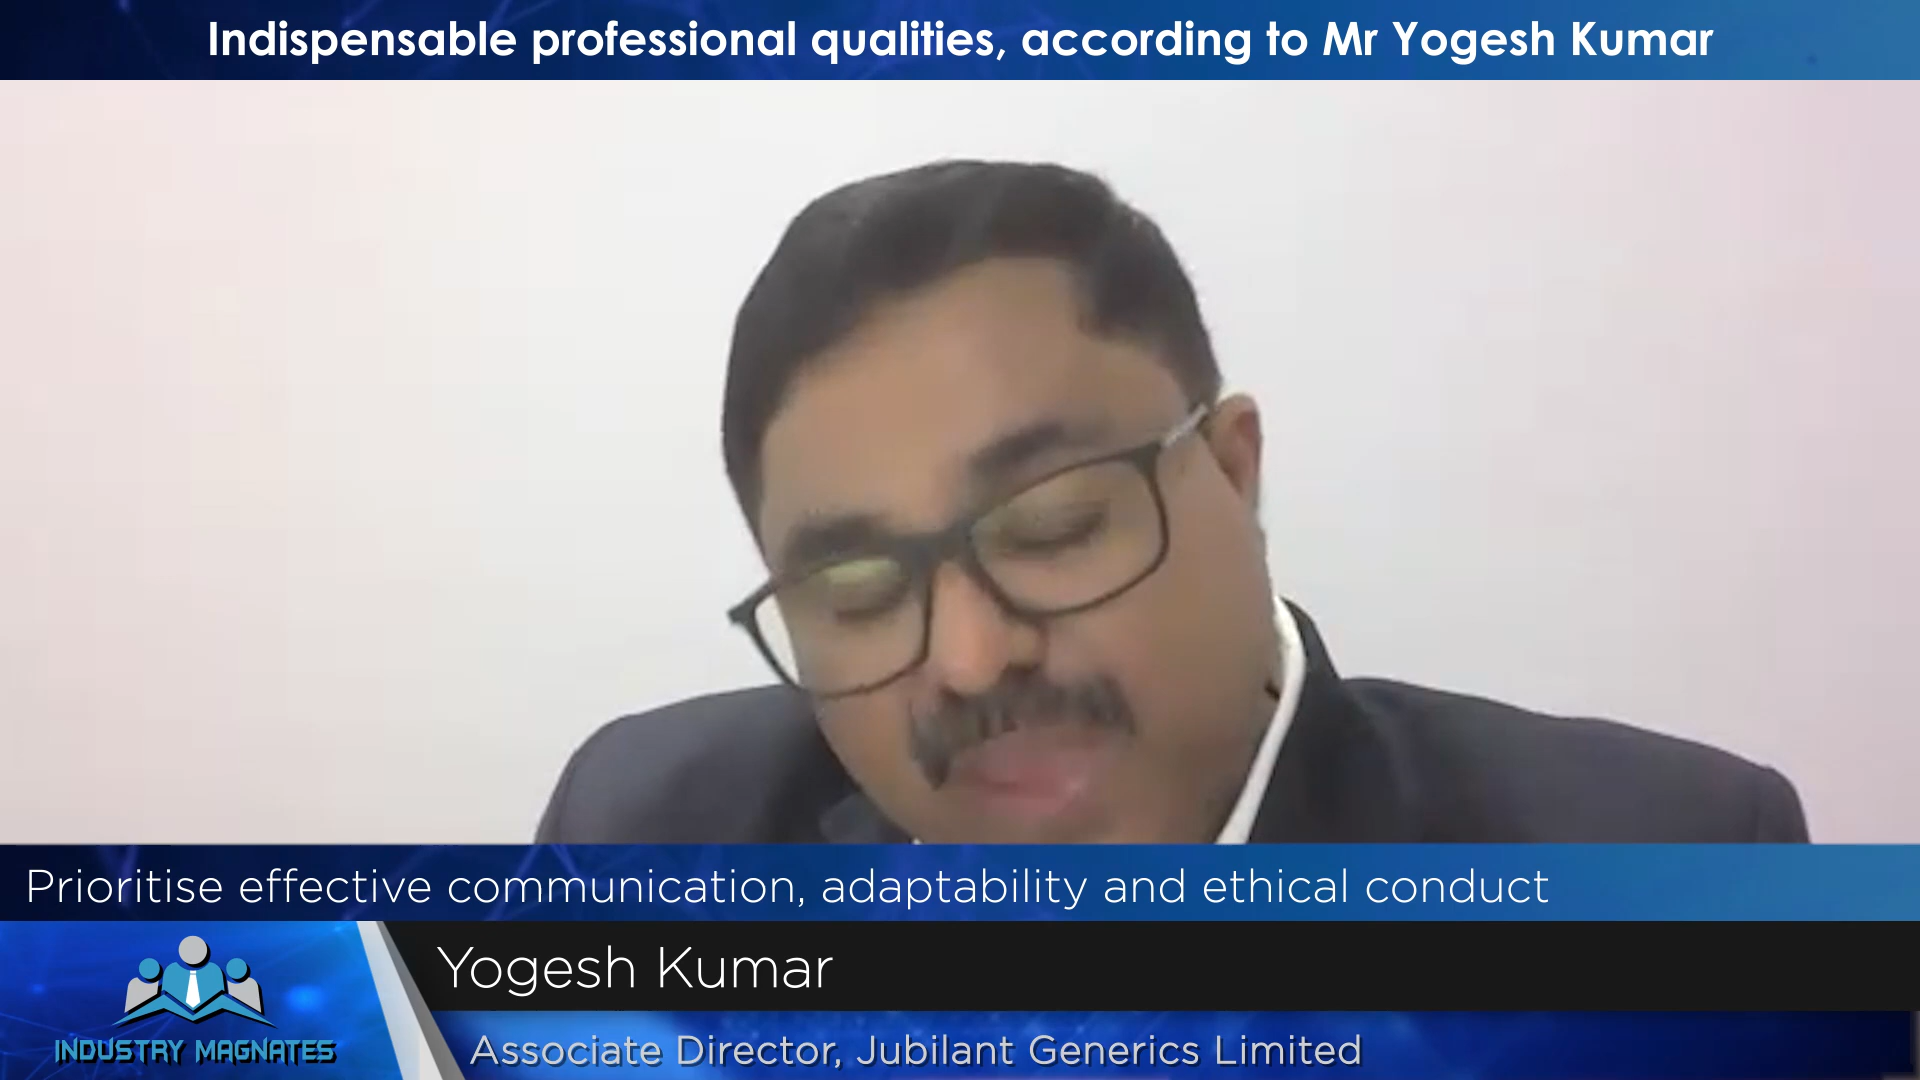 Indispensable professional qualities, according to Mr Yogesh Kumar
Prioritise effective communication, adaptability and ethical conduct
Yogesh Kumar
INDUSTRY MAGNATES
Associate Director, Jubilant Generics Limited